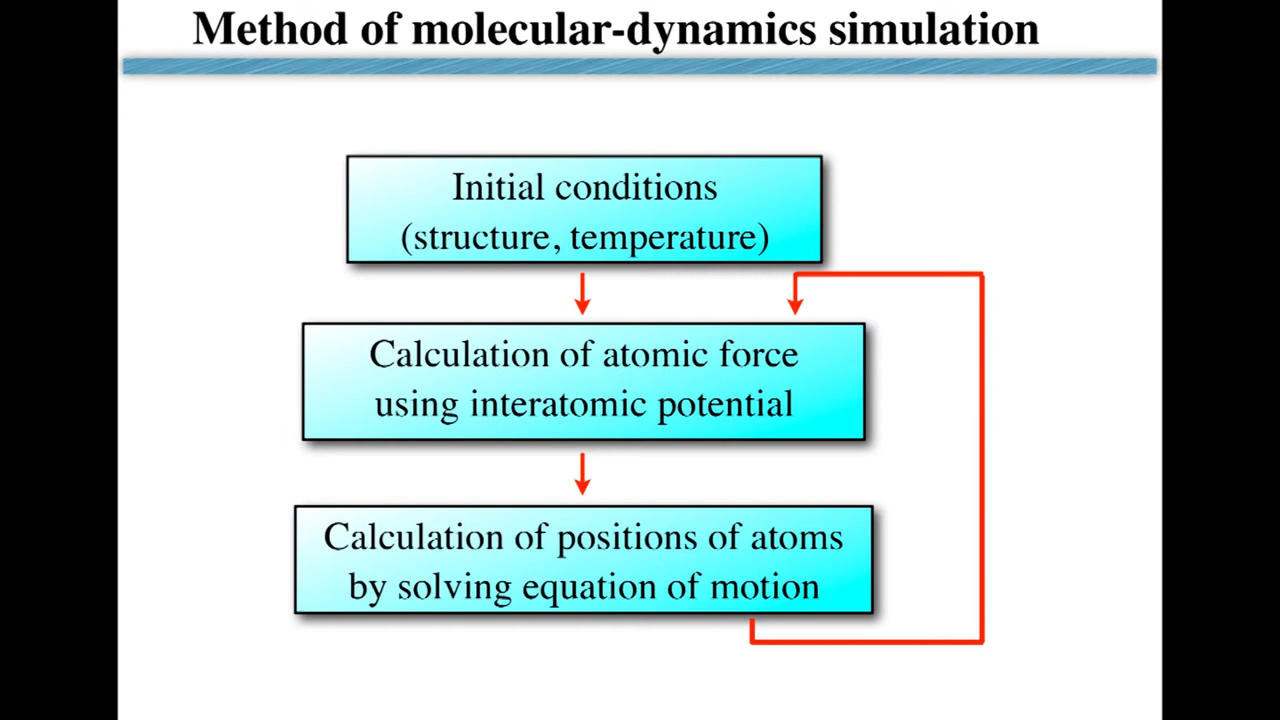 Method of molecular-dynamics simulation
Initial conditions
(structure, temperature)
Calculation of atomic force
using interatomic potential
Calculation of positions of atoms
by solving equation of motion